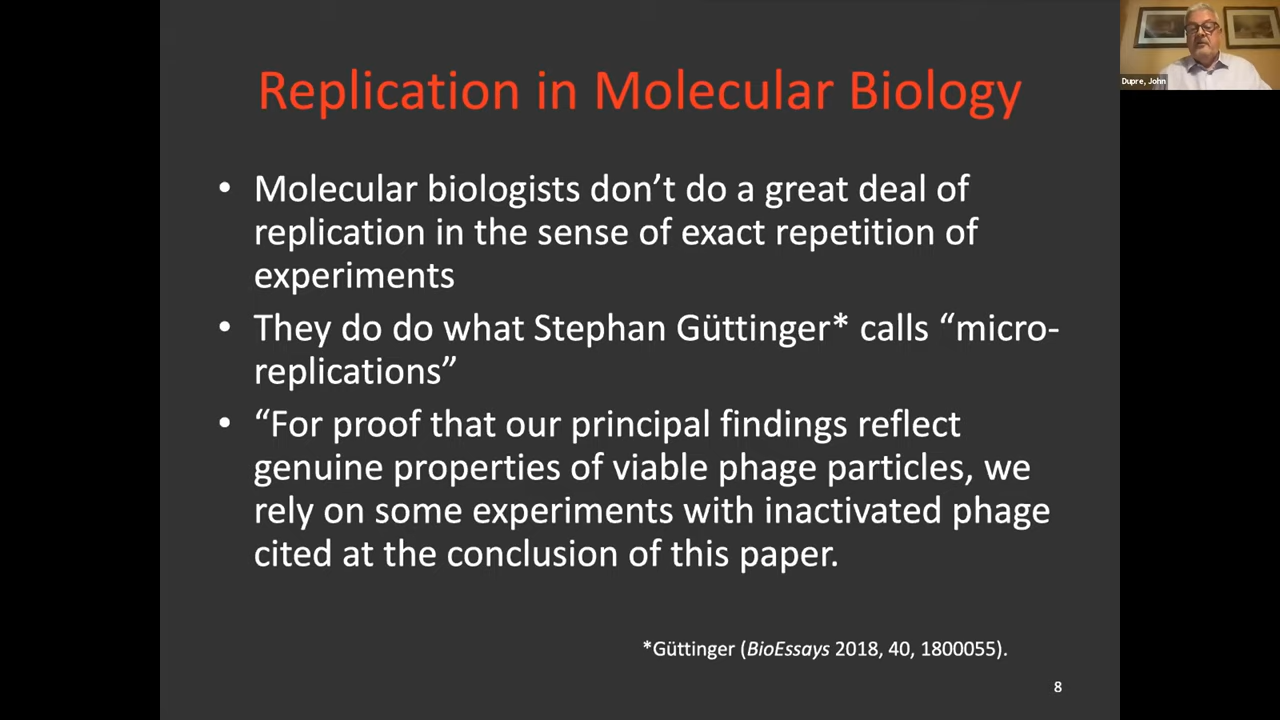 Replication in Molecular Biology
• Molecular biologists don’t do a great deal of
replication in the sense of exact repetition of
experiments
• They do do what Stephan Güttinger* calls “micro-
replications”
• “For proof that our principal findings reflect
genuine properties of viable phage particles, we
rely on some experiments with inactivated phage
cited at the conclusion of this paper.
*Güttinger (BioEssays 2018, 40, 1800055).
8
Dupre, John